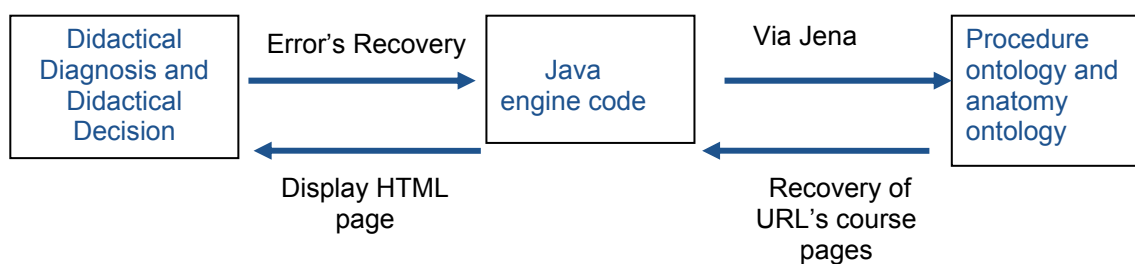 Didactical
Diagnosis and
Didactical
Decision
Error's Recovery
Java
engine code
Via Jena
Procedure
ontology and
anatomy
ontology
Display HTML
page
Recovery of
URL's course
pages